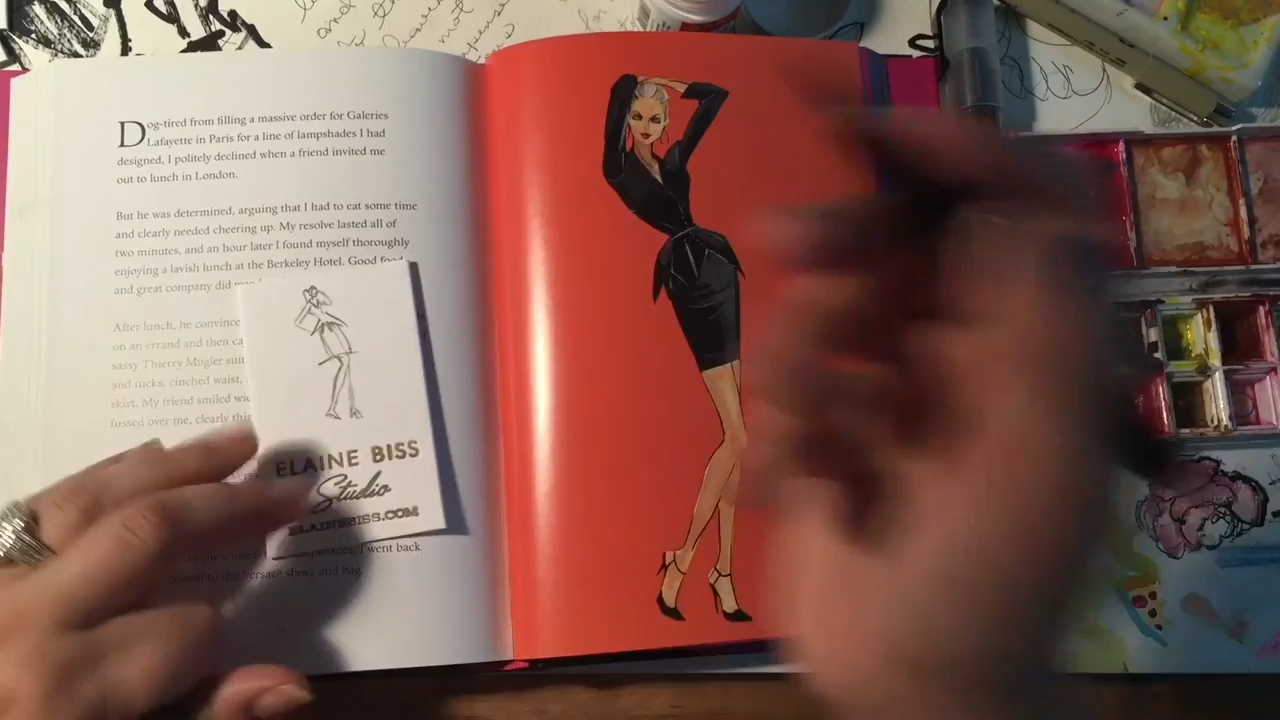 Dog-tired from filling a massive order for Galeries
Lafayette in Paris for a line of lampshades I had
designed, I politely declined when a friend invited me
out to lunch in London.
But he was determined, arguing that I had to eat some time
and clearly needed cheering up. My resolve lasted all of
two minutes, and an hour later I found myself thoroughly
enjoying a lavish lunch at the Berkeley Hotel. Good food
and great company did
After lunch, he convince
on an errand and then ca
sassy Thierry Mugler suit
and tucks, cinched waist,
skirt. My friend smiled
fussed over me, clearly
ELAINE BISS
Studio
ELAINEBISS.COM
lampshades, I went back
to the Versace shoes and bag.
and
not